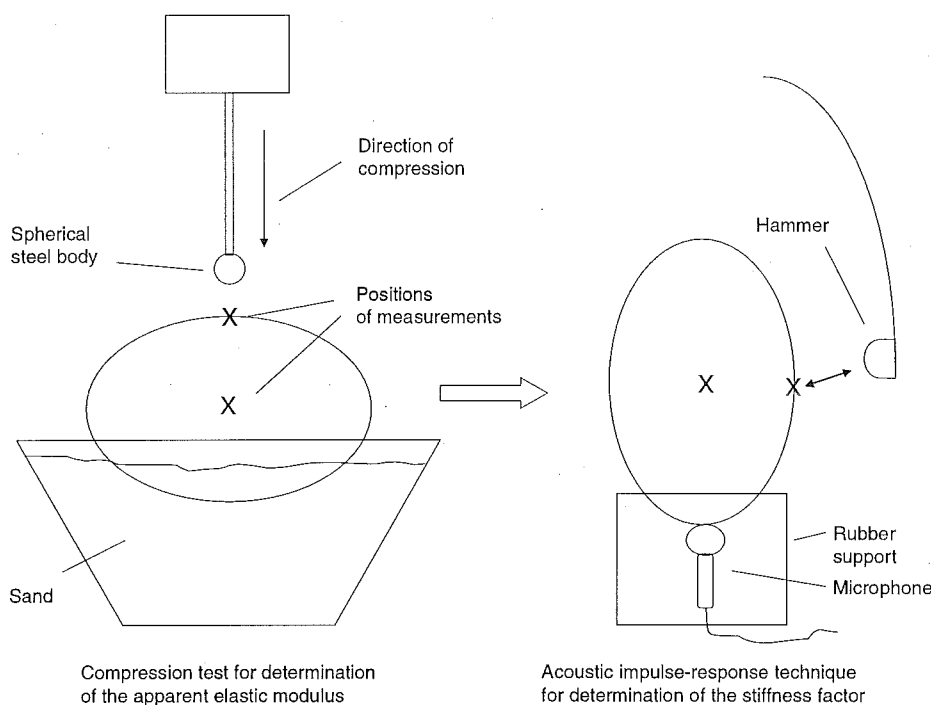 Direction of
compression
Spherical
steel body
Positions
of measurements
X
X
Sand
Compression test for determination
of the apparent elastic modulus
Hammer
X
X
Rubber
support
Microphone
Acoustic impulse-response technique
for determination of the stiffness factor